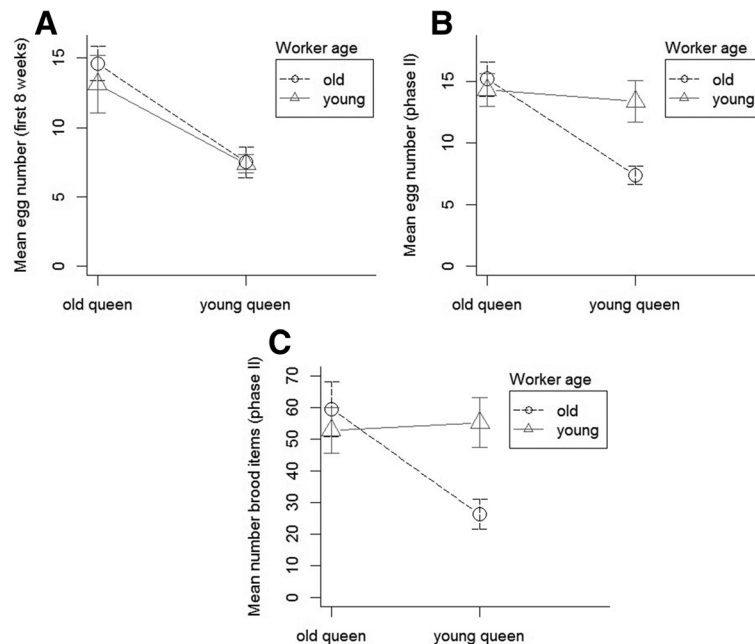 A
Mean egg number (first 8 weeks)
15
10
5
0
old queen
young queen
Worker age
old
young
B
Mean egg number (phase II)
15
10
5
0
old queen
young queen
Worker age
old
young
C
Mean number brood items (phase II)
70
60
50
40
30
20
10
0
old queen
young queen
Worker age
old
young